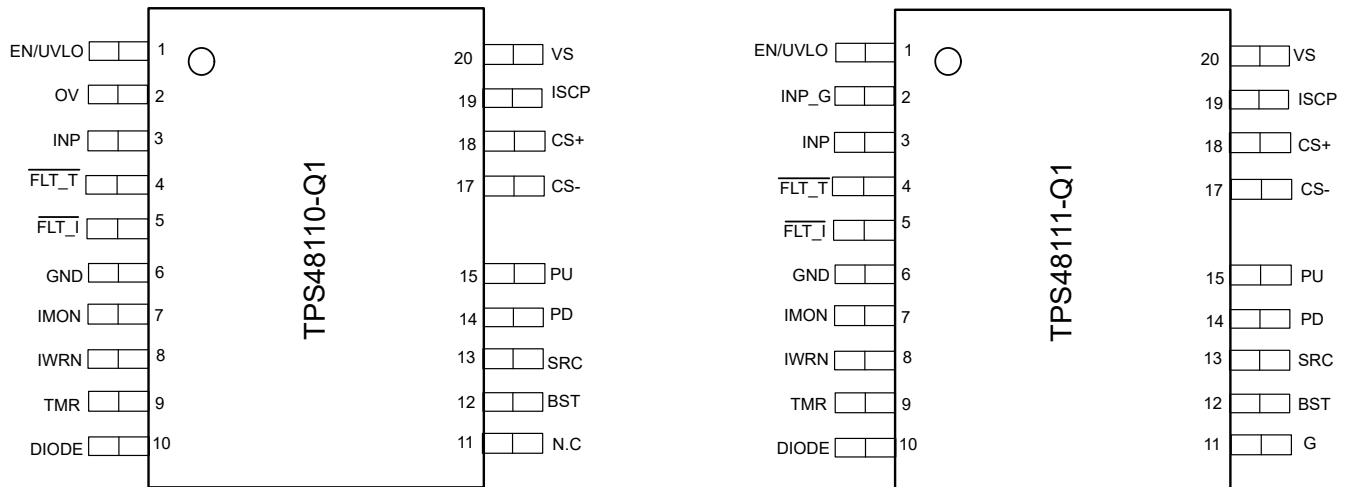 EN/UVLO 1
OV 2
INP 3
FLT_T 4
FLT_I 5
GND 6
IMON 7
IWRN 8
TMR 9
DIODE 10
TPS48110-Q1
20 VS
19 ISCP
18 CS+
17 CS-
15 PU
14 PD
13 SRC
12 BST
11 N.C
EN/UVLO 1
INP_G 2
INP 3
FLT_T 4
FLT_I 5
GND 6
IMON 7
IWRN 8
TMR 9
DIODE 10
TPS48111-Q1
20 VS
19 ISCP
18 CS+
17 CS-
15 PU
14 PD
13 SRC
12 BST
11 G